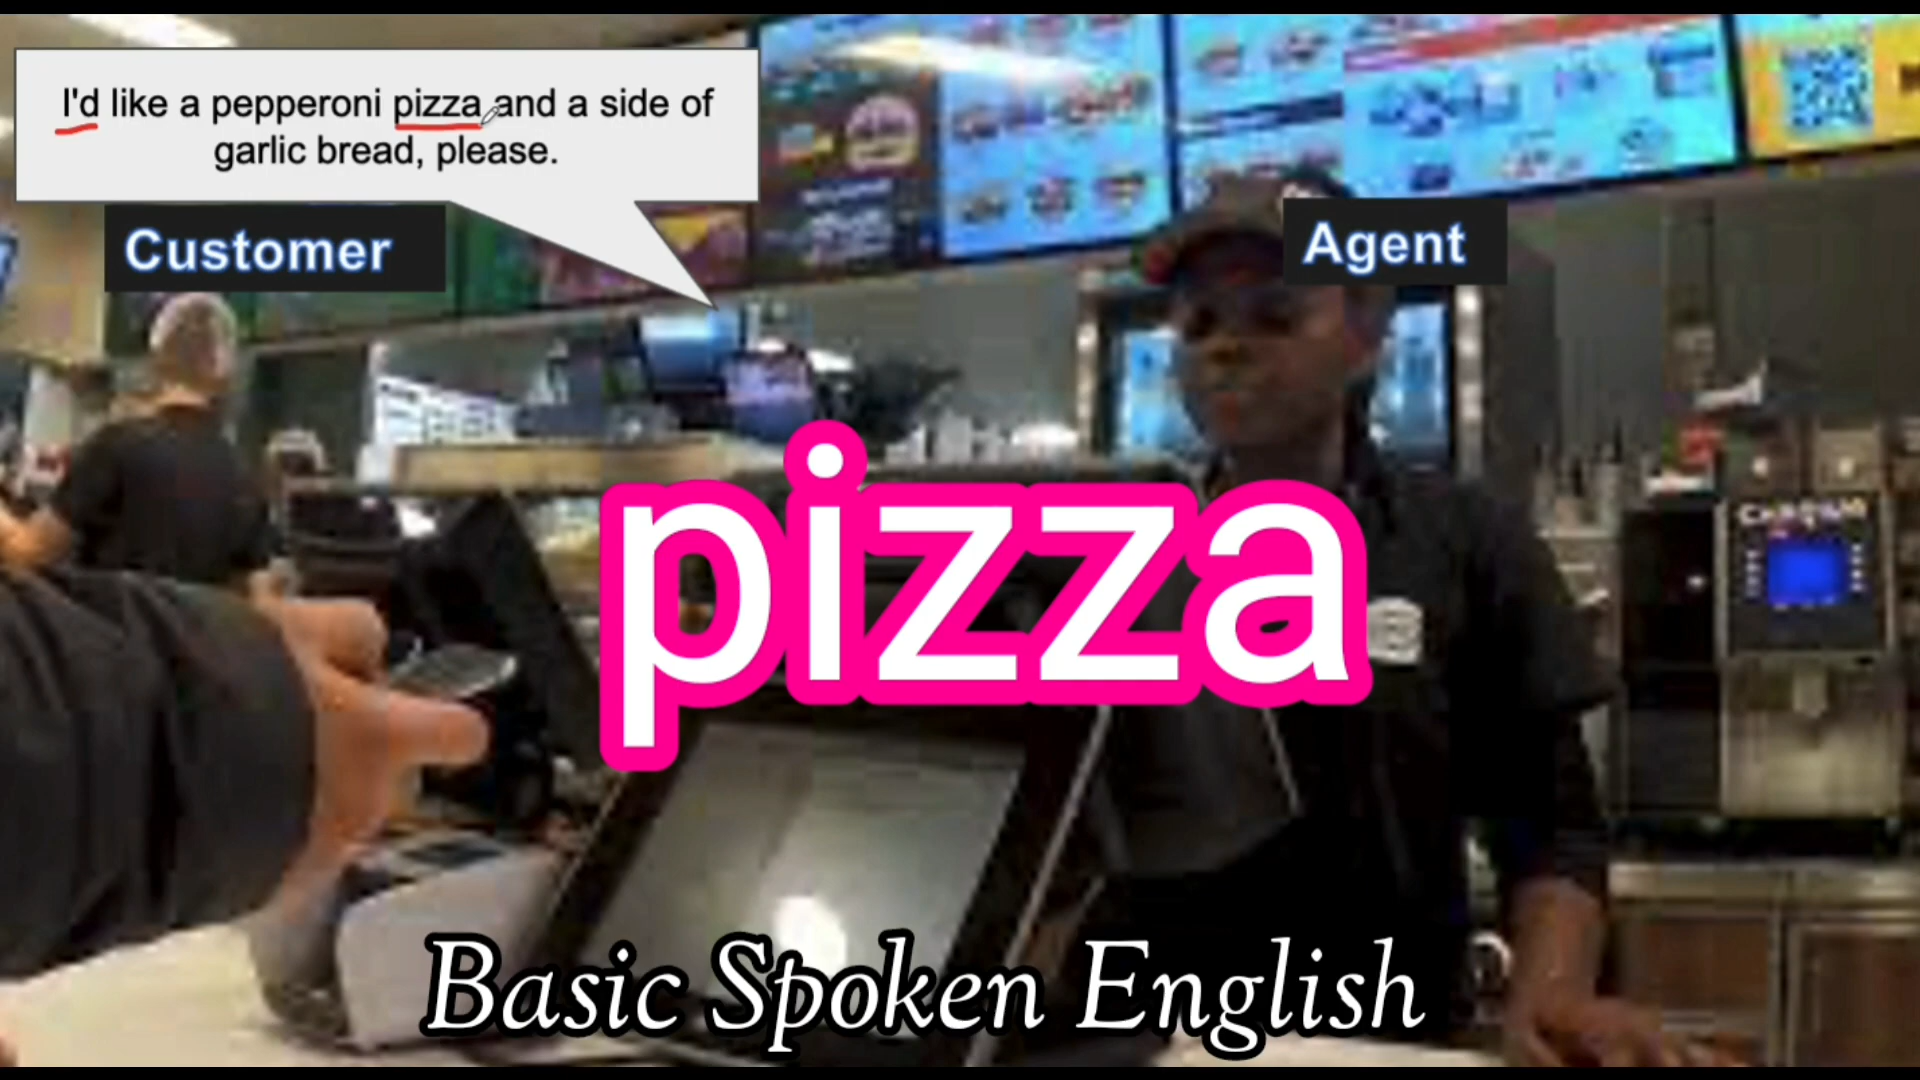 I'd like a pepperoni pizza and a side of
garlic bread, please.
Customer
Agent
pizza
Basic Spoken English